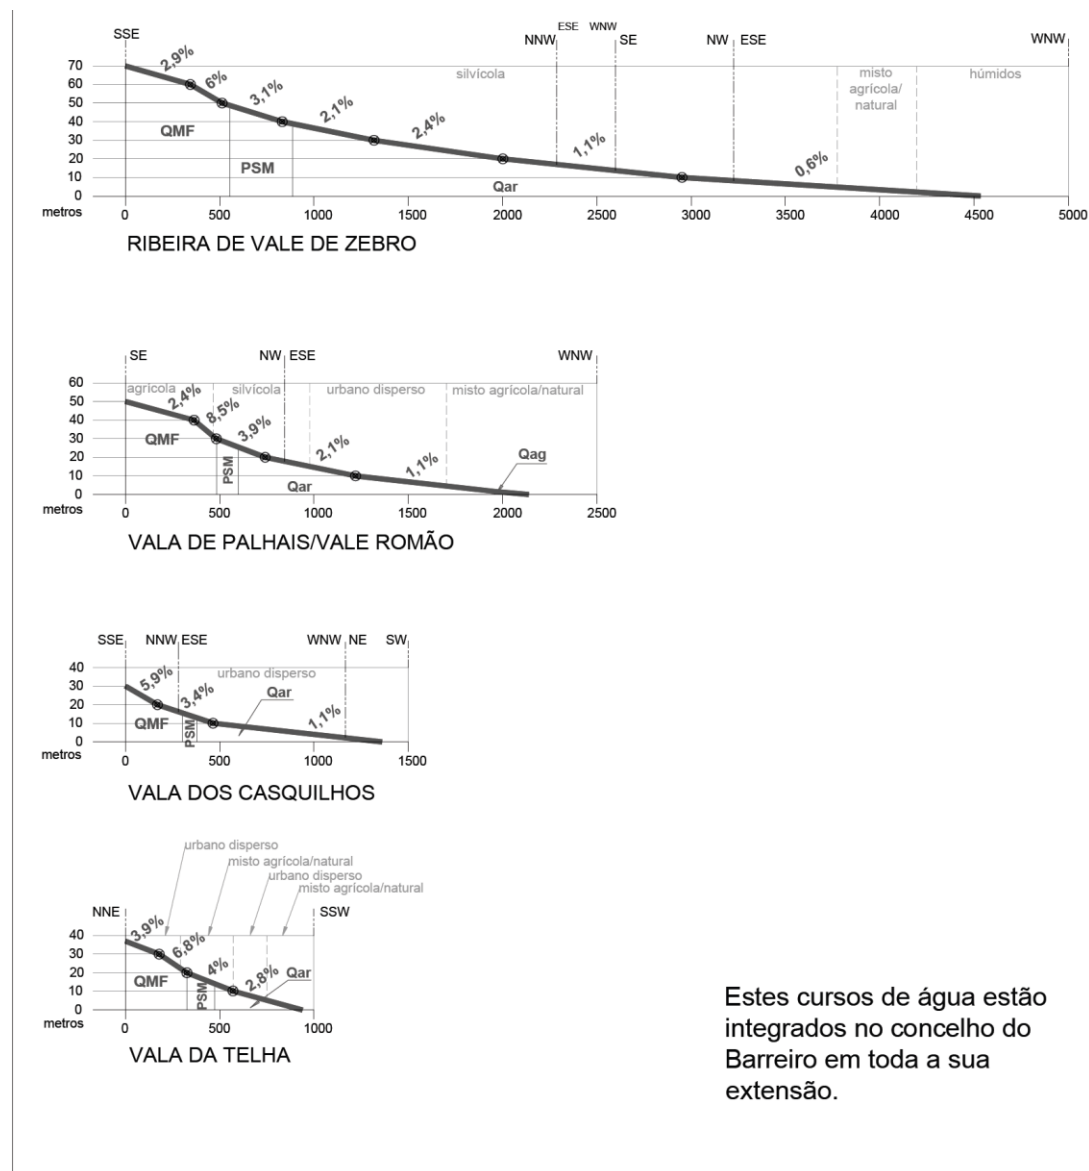 ESE WNW
SSE NNW SE NW ESE WNW
70
60
50
40
30
20
10
0
2,9% 6% 3,1% 2,1% 2,4% 1,1% 0,6%
silvícola
misto
agrícola/
natural
húmidos
QMF
PSM
Qar
metros 0 500 1000 1500 2000 2500 3000 3500 4000 4500 5000
RIBEIRA DE VALE DE ZEBRO
SE NW ESE WNW
60
50
40
30
20
10
0
agrícola silvícola urbano disperso misto agrícola/natural
2,4% 8,5% 3,9% 2,1% 1,1%
QMF
PSM
Qar
Qag
metros 0 500 1000 1500 2000 2500
VALA DE PALHAIS/VALE ROMÃO
SSE NNW ESE WNW NE SW
40
30
20
10
0
urbano disperso
5,9% 3,4% 1,1%
QMF
PSM
Qar
metros 0 500 1000 1500
VALA DOS CASQUILHOS
urbano disperso
misto agrícola/natural
urbano disperso
misto agrícola/natural
NNE SSW
40
30
20
10
0
3,9% 6,8% 4% 2,8%
QMF
PSM
Qar
metros 0 500 1000
VALA DA TELHA
Estes cursos de água estão
integrados no concelho do
Barreiro em toda a sua
extensão.